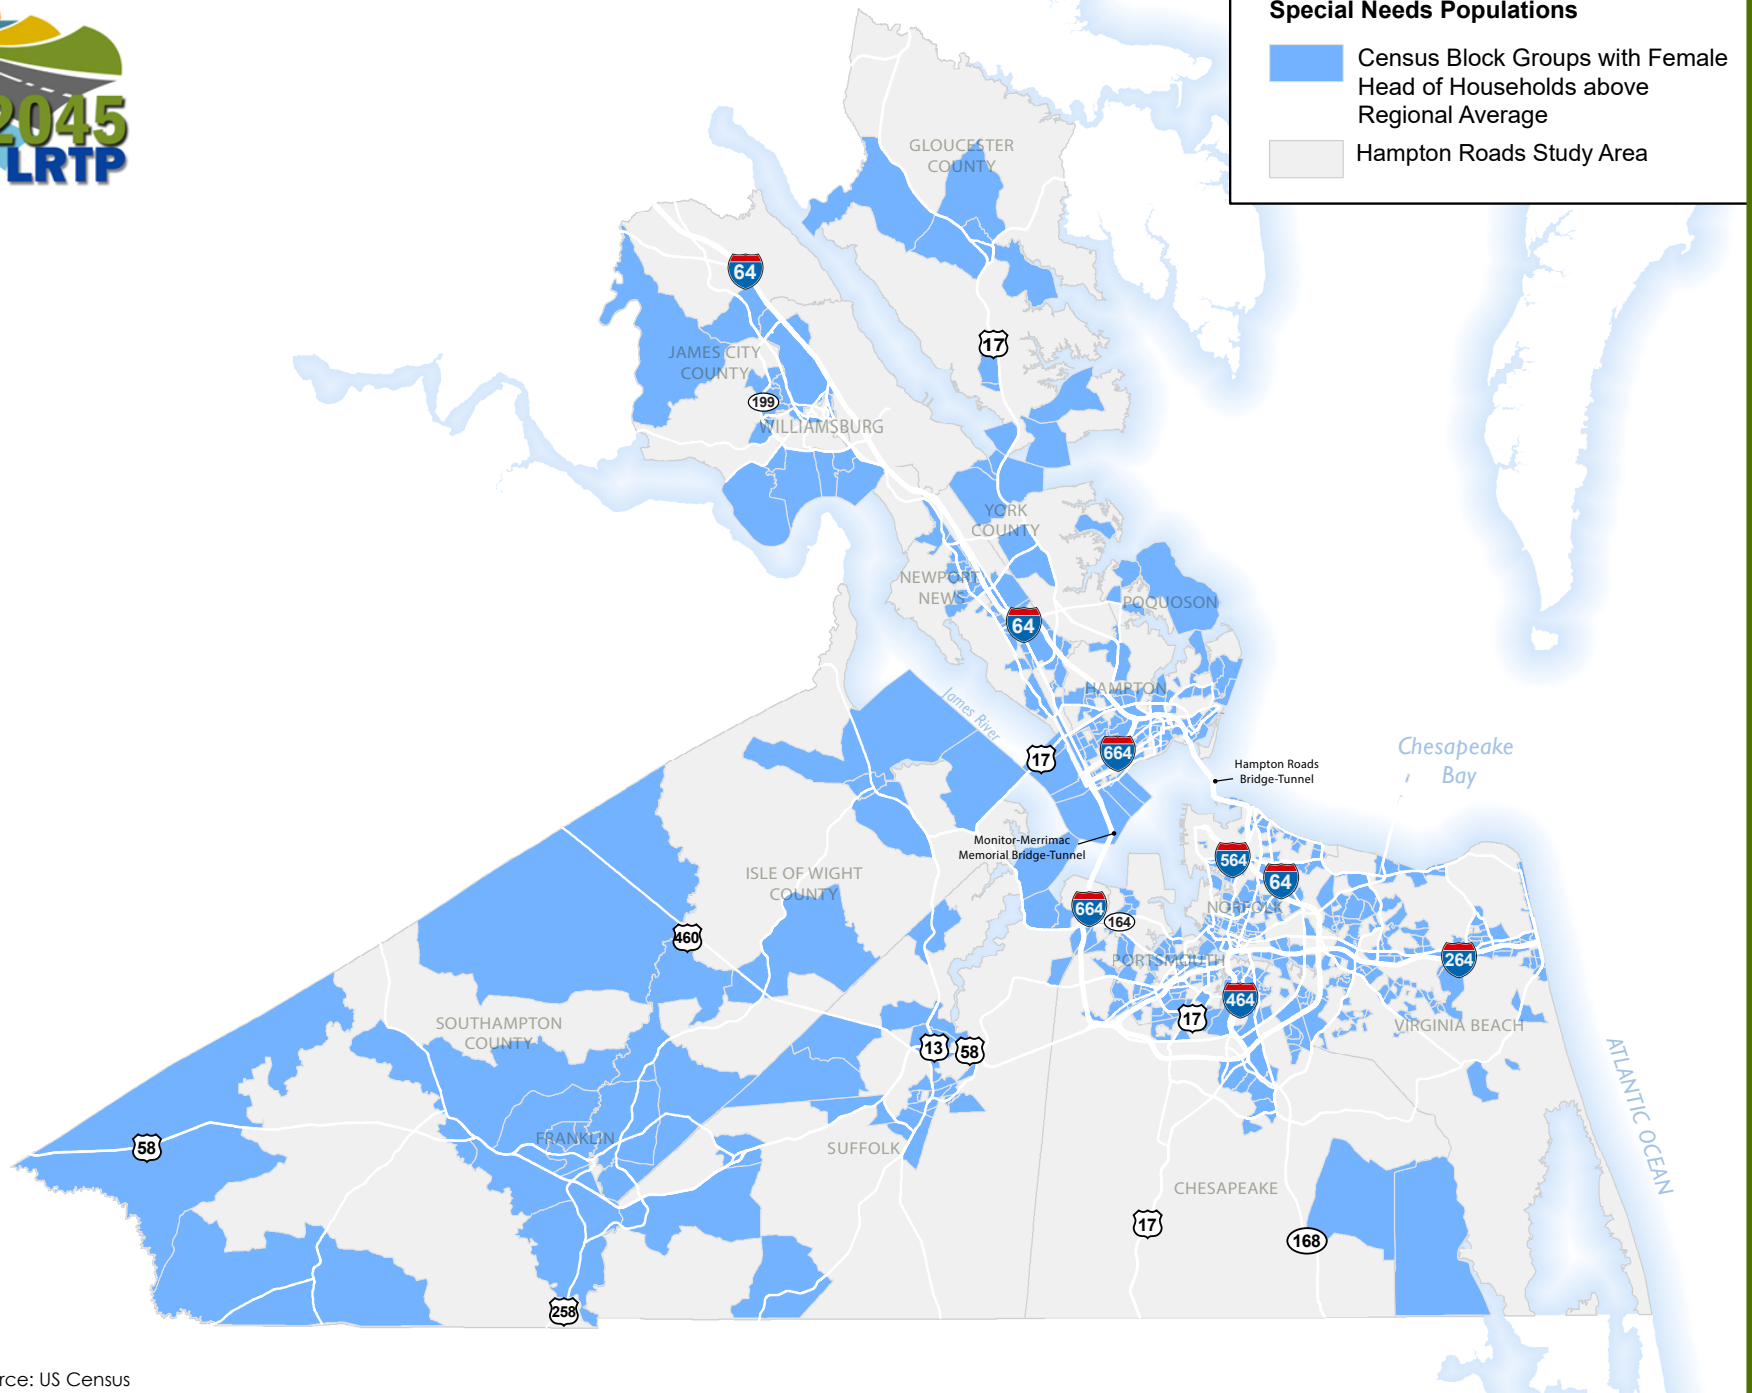 2045
LRTP
Special Needs Populations
Census Block Groups with Female
Head of Households above
Regional Average
Hampton Roads Study Area
GLOUCESTER
COUNTY
64
17
JAMES CITY
COUNTY
199
WILLIAMSBURG
YORK
COUNTY
NEWPORT
NEWS
POQUOSON
64
HAMPTON
James River
17
664
Hampton Roads
Bridge-Tunnel
Chesapeake
Bay
Monitor-Merrimac
Memorial Bridge-Tunnel
564
64
ISLE OF WIGHT
COUNTY
664
164
NORFOLK
460
PORTSMOUTH
264
464
17
VIRGINIA BEACH
SOUTHAMPTON
COUNTY
13
58
ATLANTIC OCEAN
58
FRANKLIN
SUFFOLK
CHESAPEAKE
17
168
258
rce: US Census